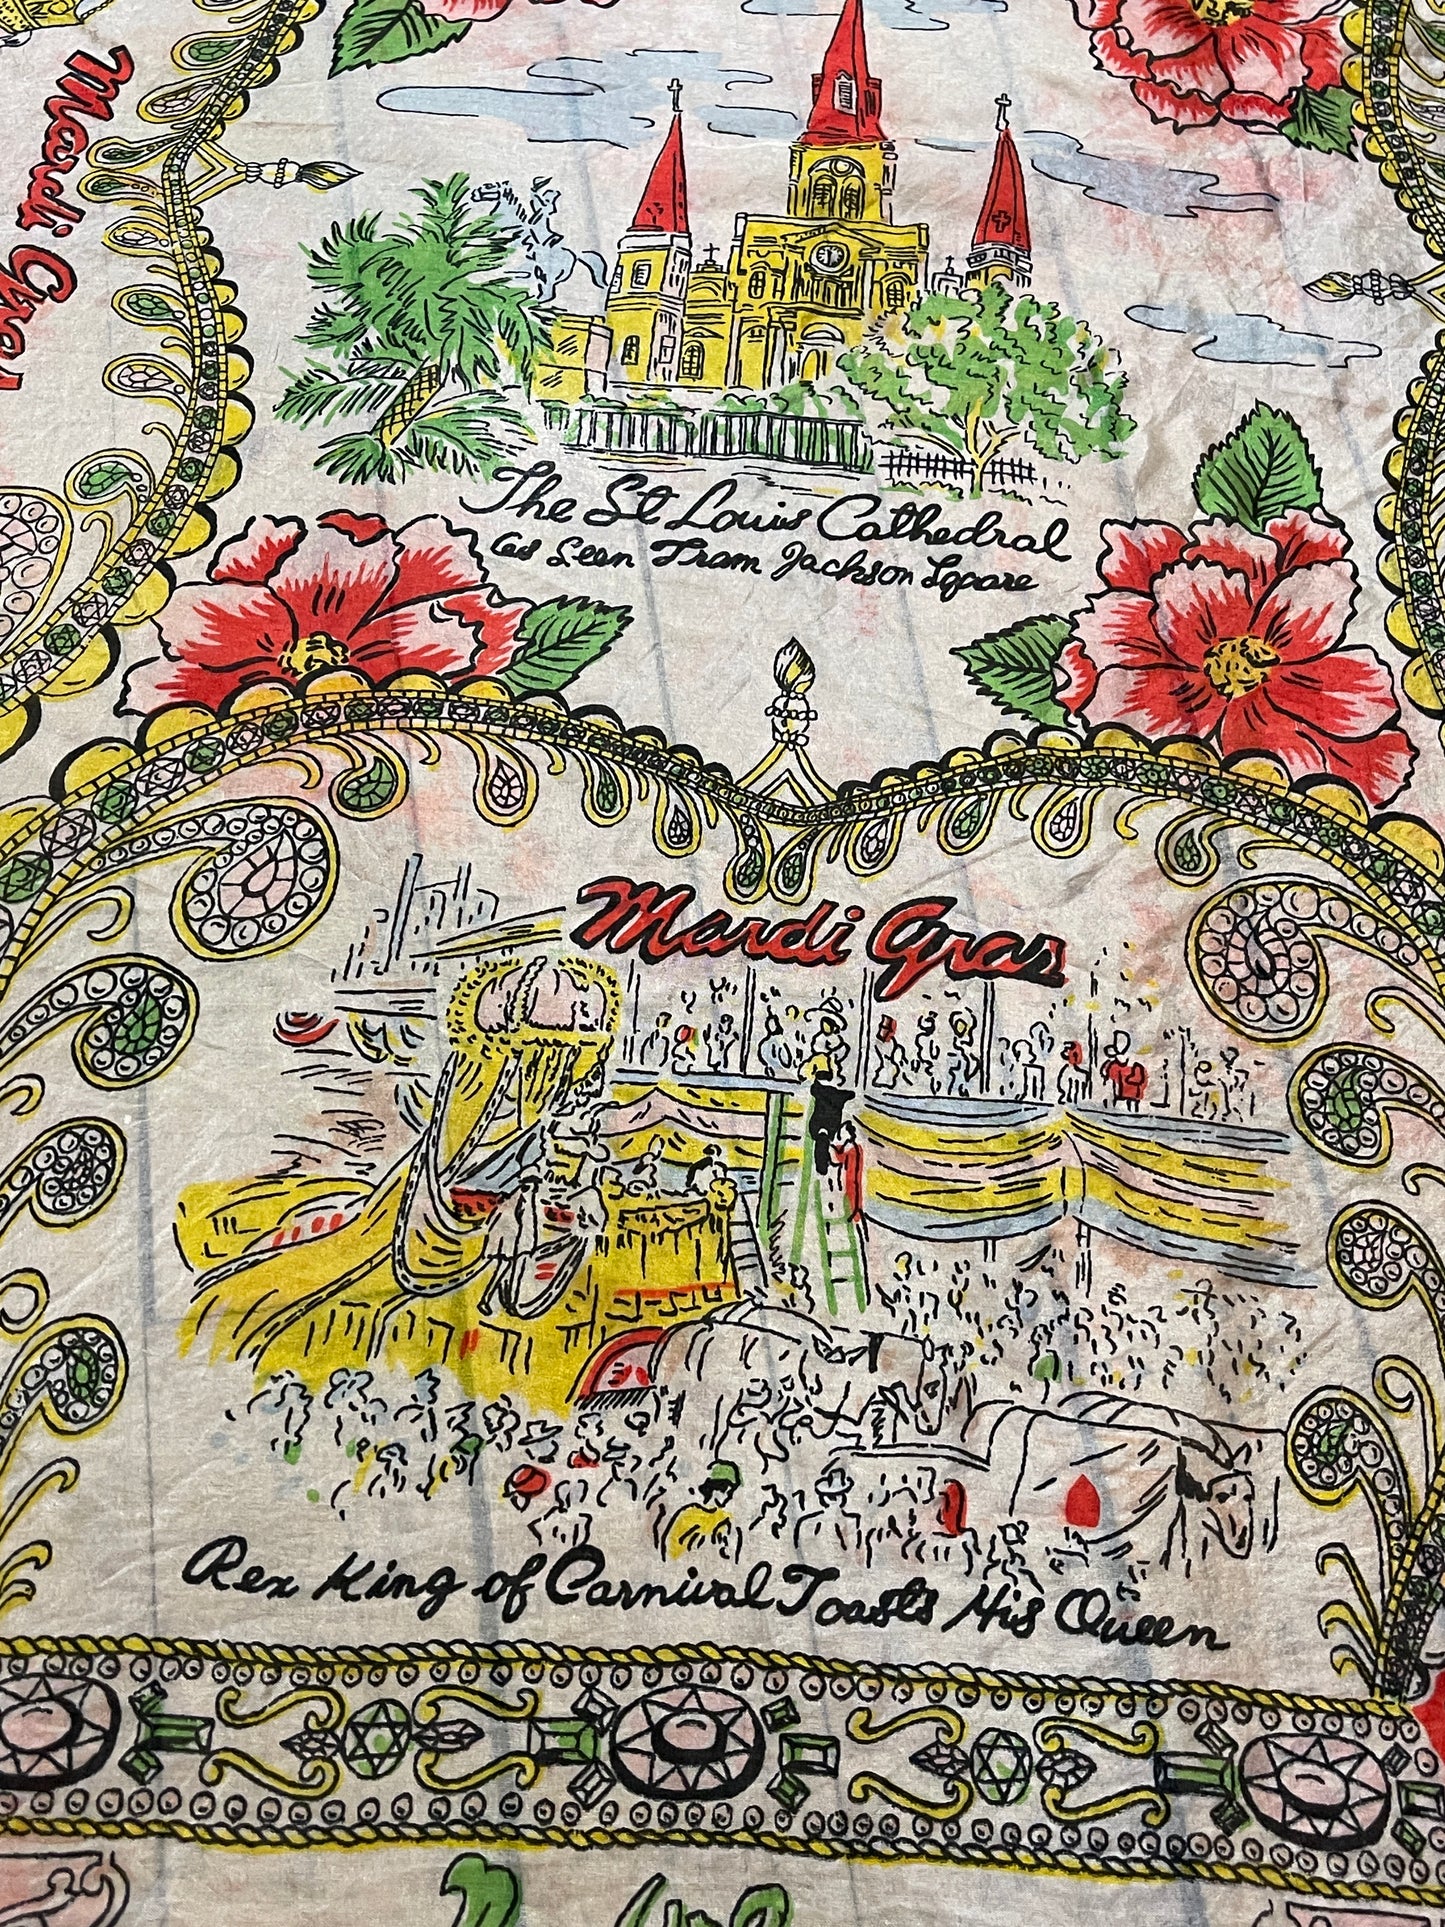 Mardi Gras
The St Louis Cathedral
as Seen From Jackson Square
Mardi Gras
Rex King of Carnival Toasts His Queen